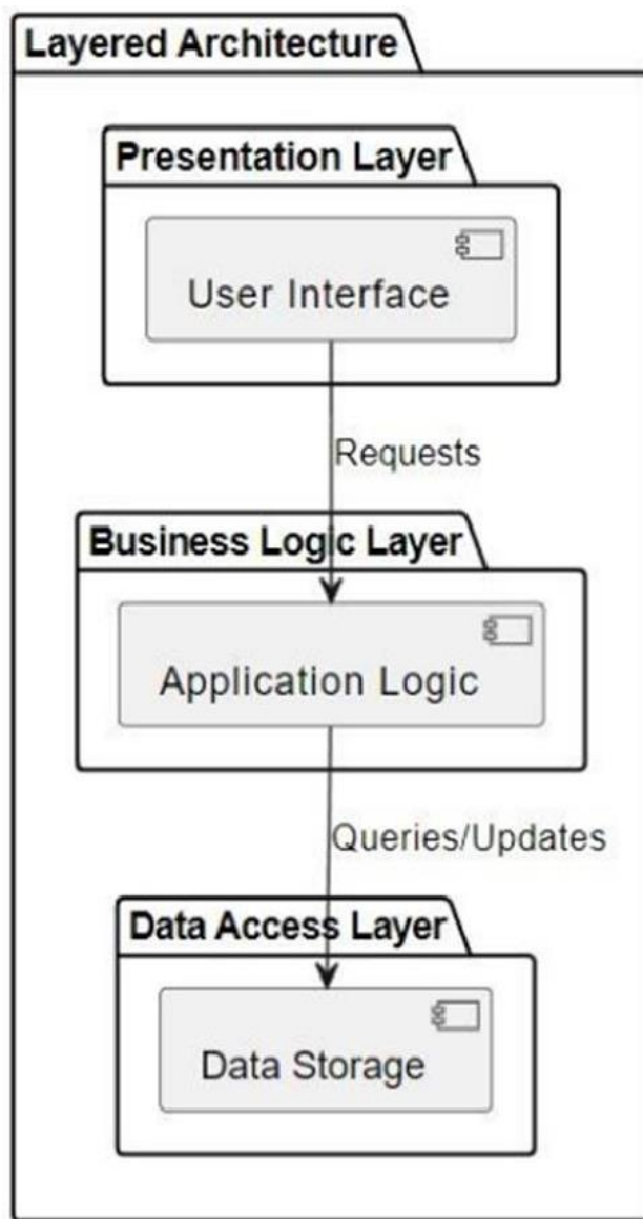 Layered Architecture
Presentation Layer
User Interface
Requests
Business Logic Layer
Application Logic
Queries/Updates
Data Access Layer
Data Storage